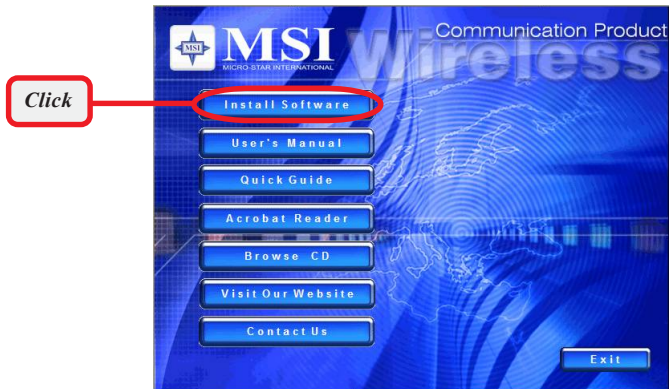 Communication Product
Wireless
MSI
MSI
MICRO-STAR INTERNATIONAL
Click
Install Software
User's Manual
Quick Guide
Acrobat Reader
Browse CD
Visit Our Website
Contact Us
Exit